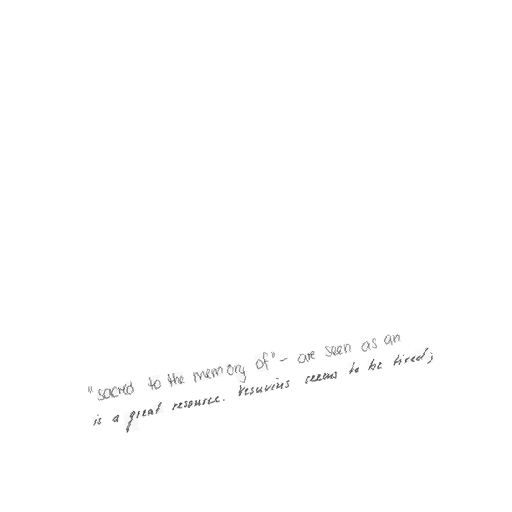 "sacred to the memory of" - are seen as an
is a great resource. Vesuvius seems to be tired;